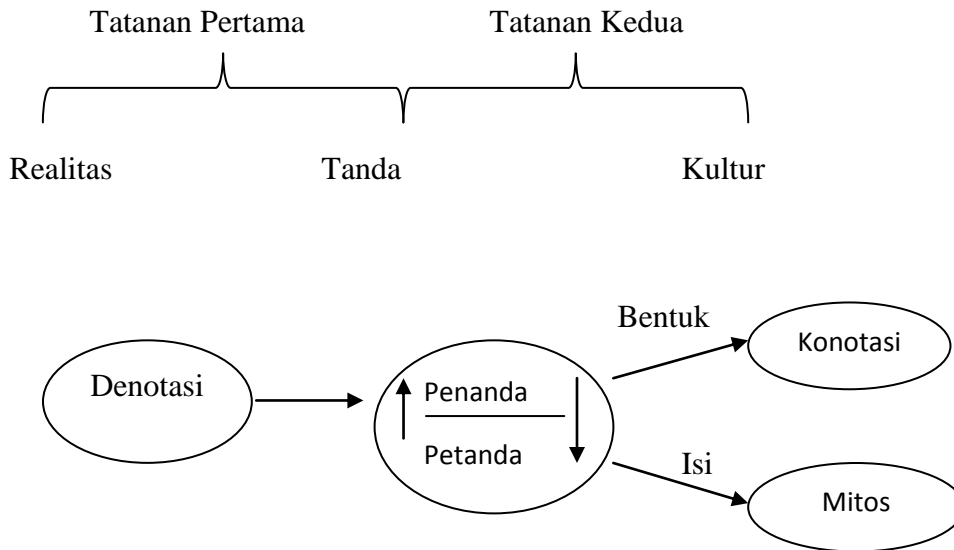 Tatanan Pertama Tatanan Kedua
Realitas Tanda Kultur
Bentuk
Konotasi
Denotasi
Penanda
Petanda
Isi
Mitos